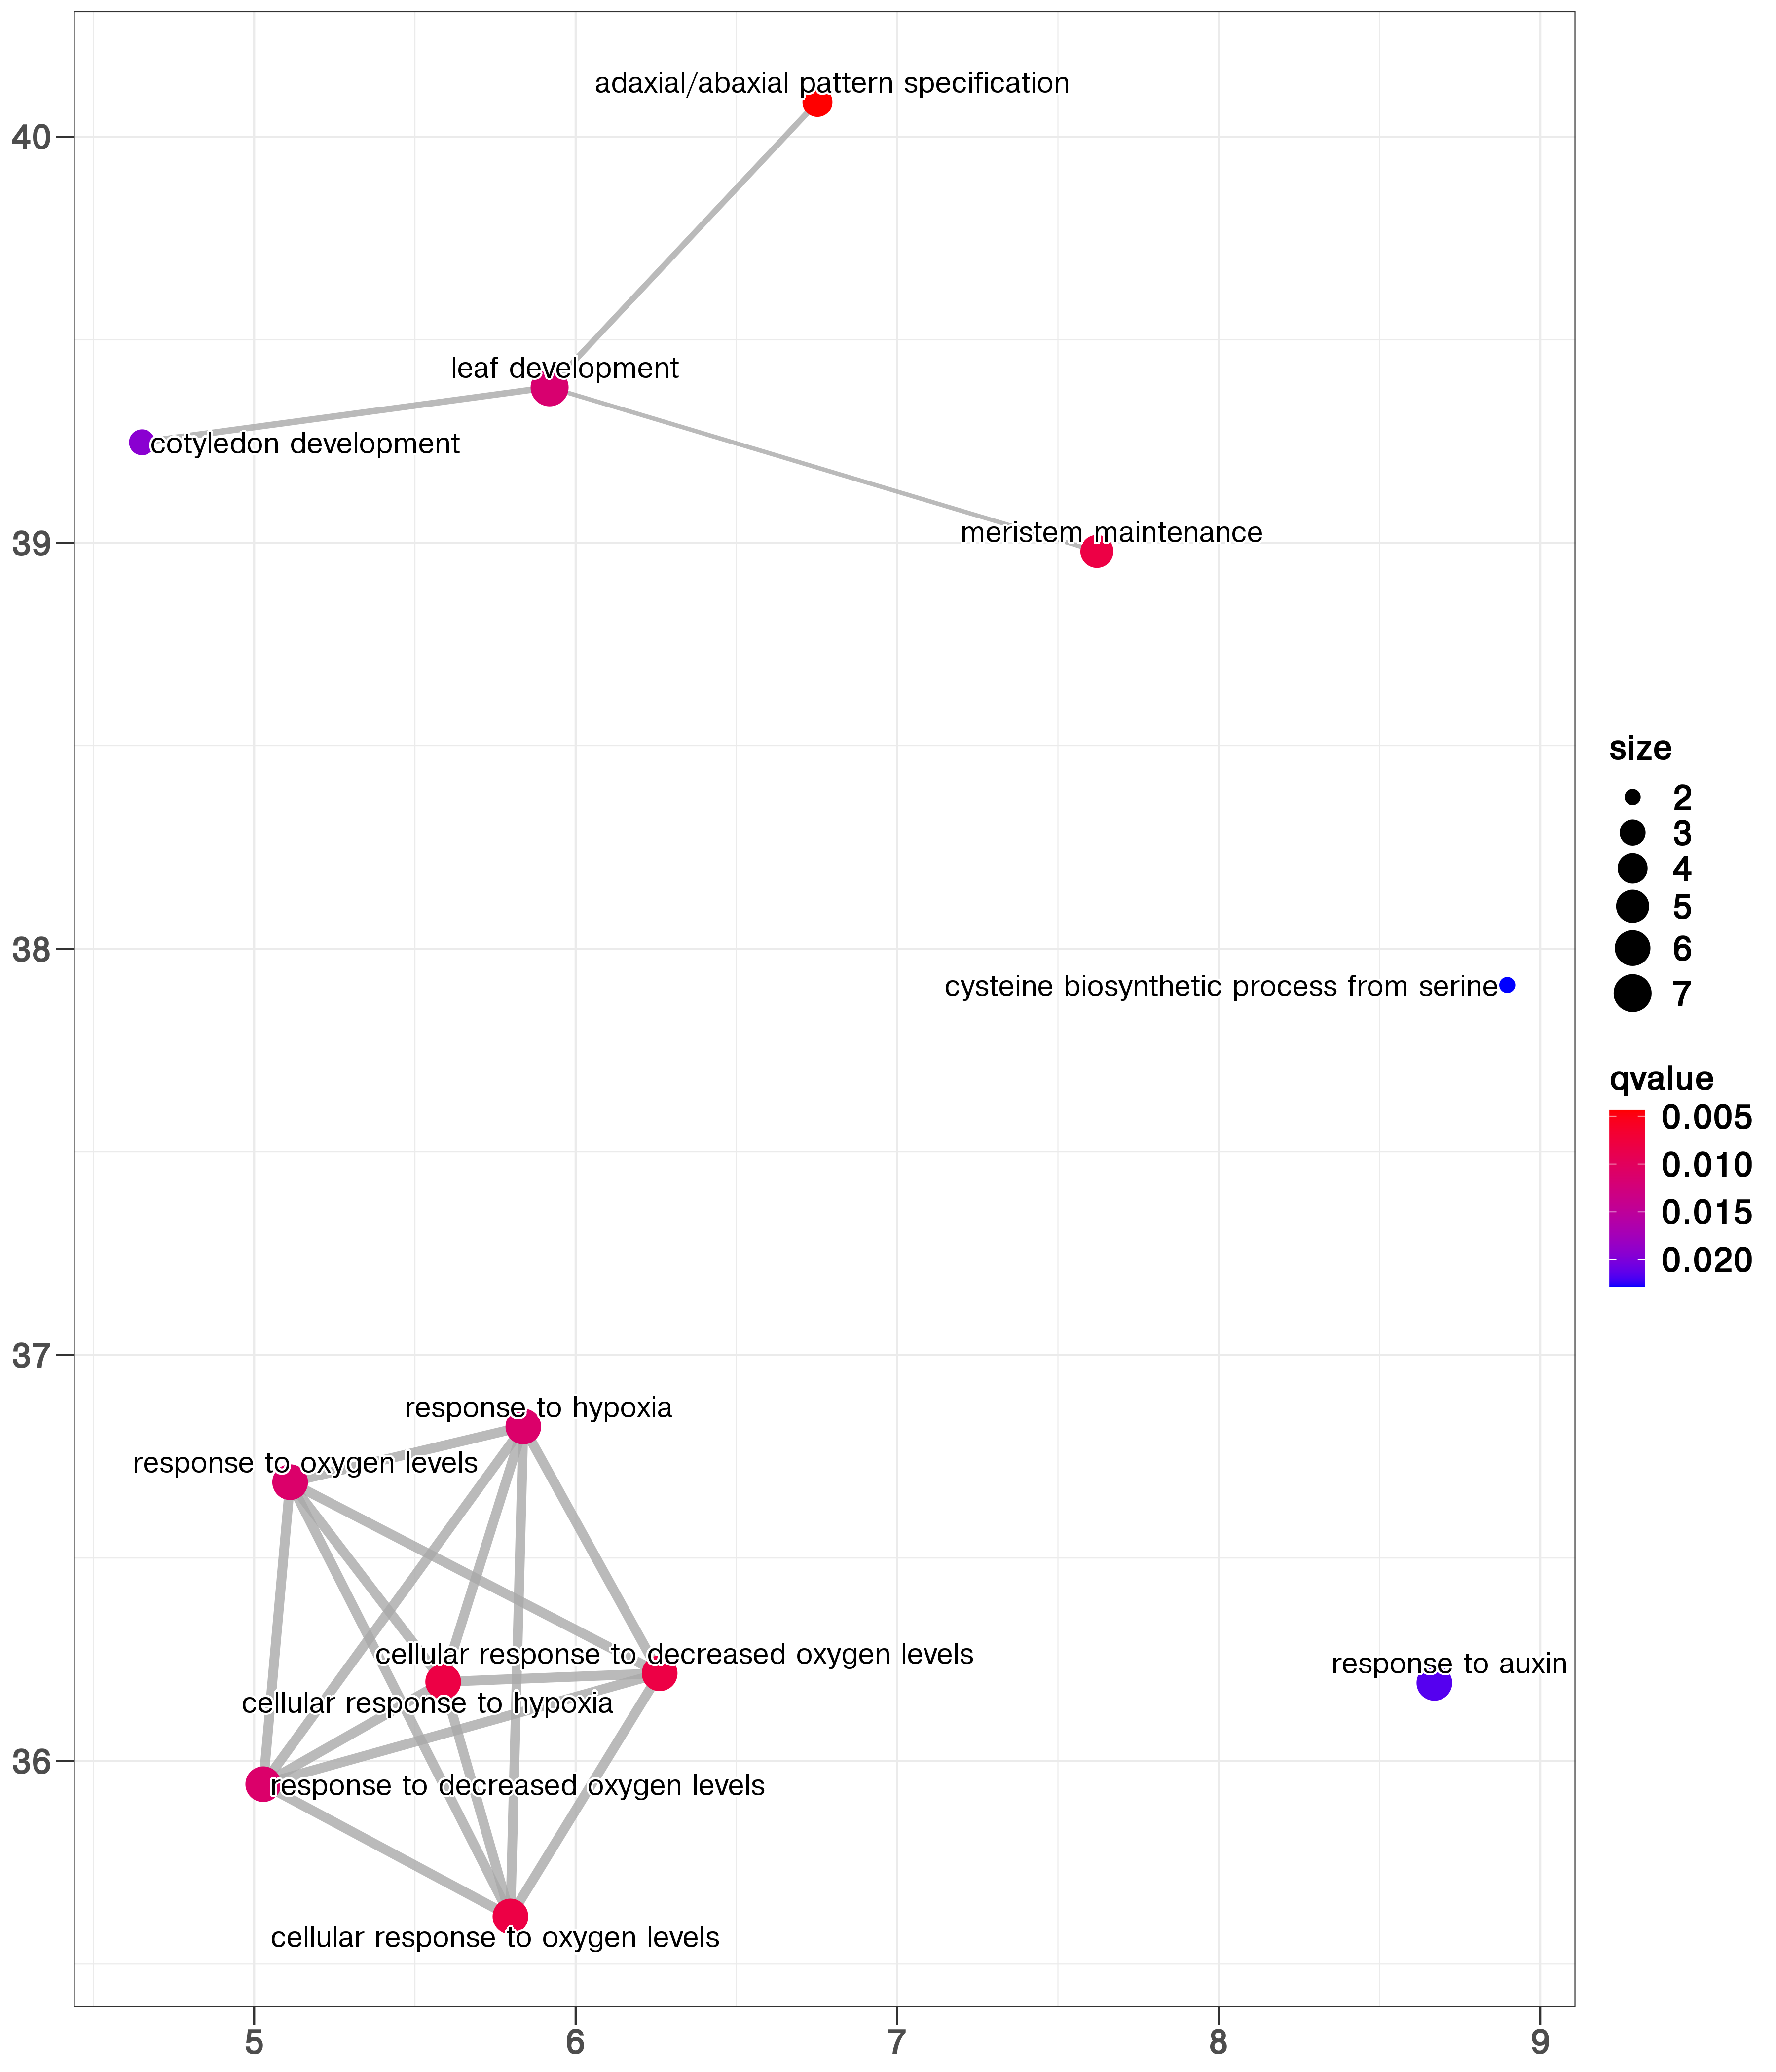 adaxial/abaxial pattern specification
40
leaf development
cotyledon development
meristem maintenance
39
size
2
3
4
5
6
7
38
cysteine biosynthetic process from serine
qvalue
0.005
0.010
0.015
0.020
37
response to hypoxia
response to oxygen levels
cellular response to decreased oxygen levels
response to auxin
cellular response to hypoxia
36
response to decreased oxygen levels
cellular response to oxygen levels
5 6 7 8 9